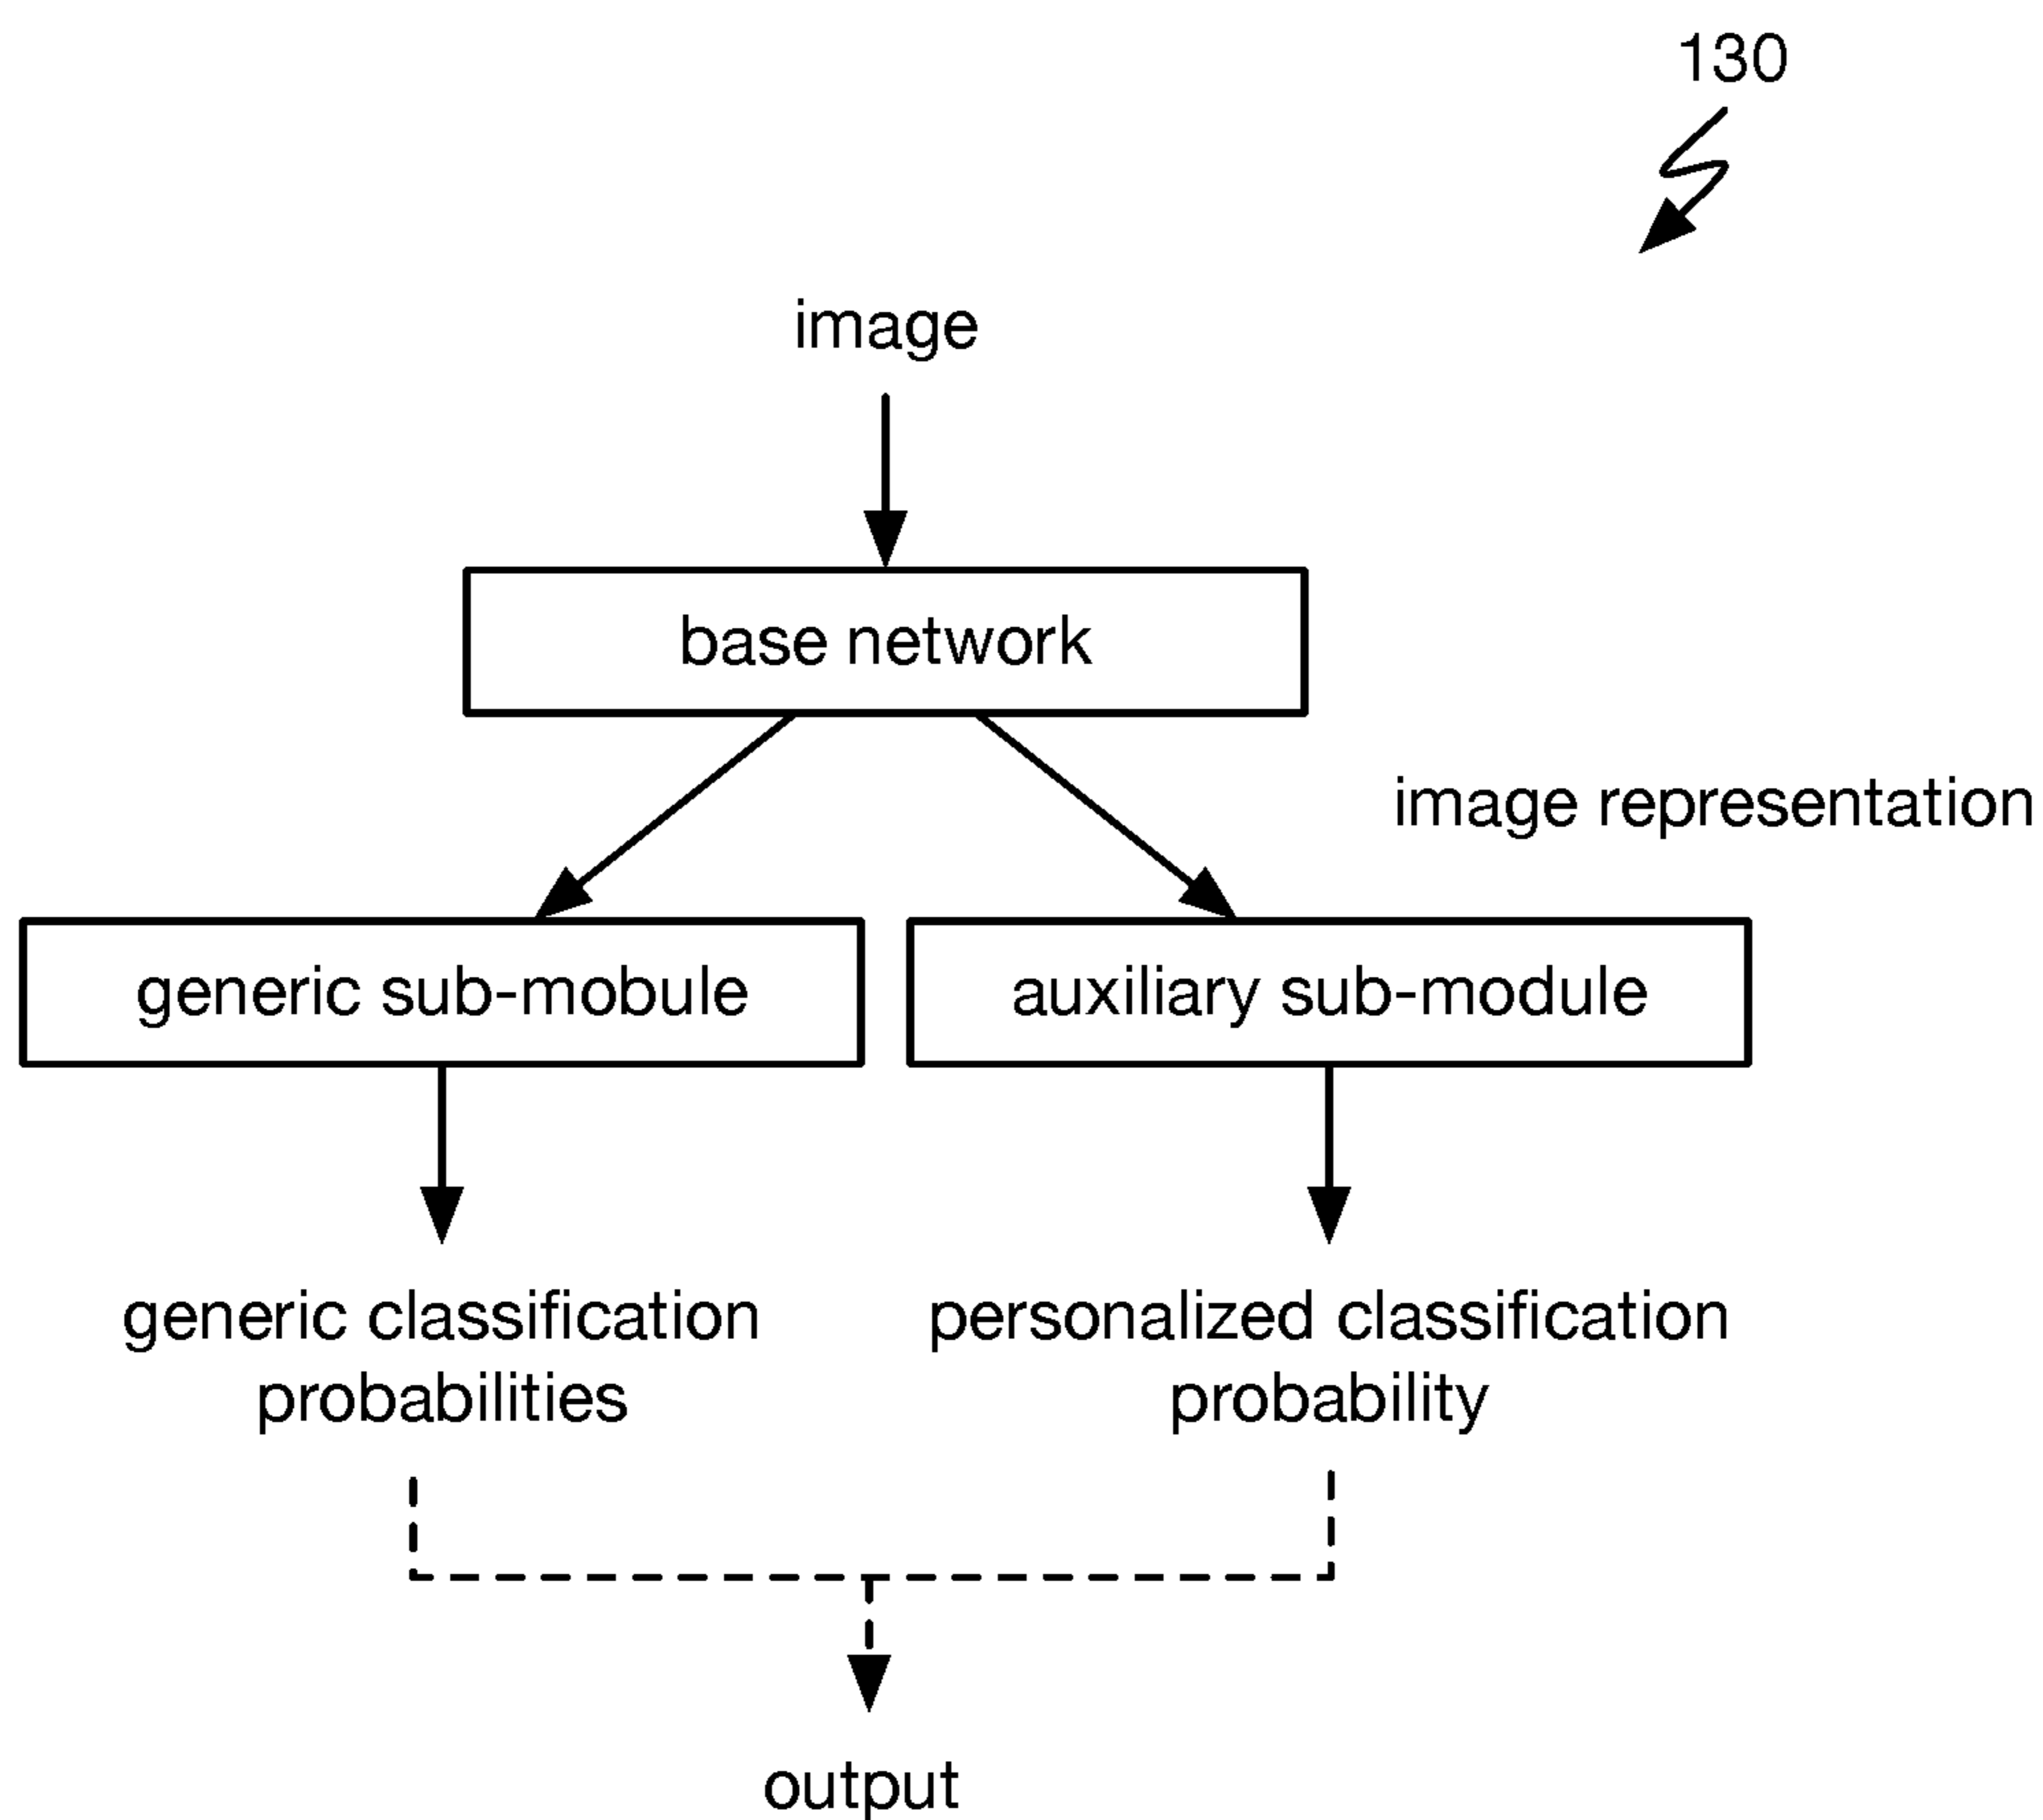 130
image
base network
image representation
generic sub-mobule
auxiliary sub-module
generic classification
probabilities
personalized classification
probability
output